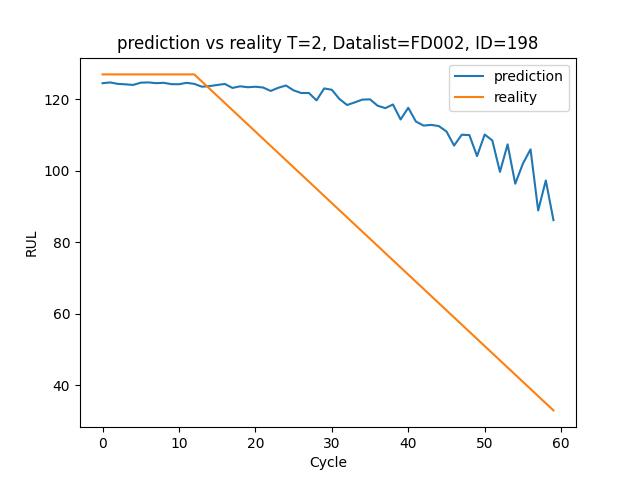 prediction vs reality T=2, Datalist=FD002, ID=198
prediction
reality
120
100
80
60
40
RUL
0 10 20 30 40 50 60
Cycle